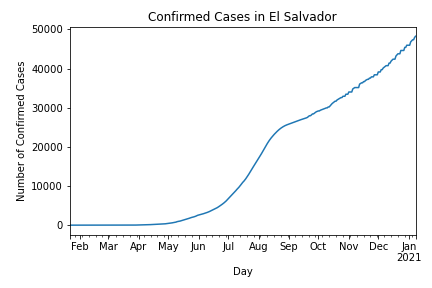 Confirmed Cases in El Salvador
50000
40000
30000
20000
10000
0
Number of Confirmed Cases
Feb Mar Apr May Jun Jul Aug Sep Oct Nov Dec Jan
2021
Day